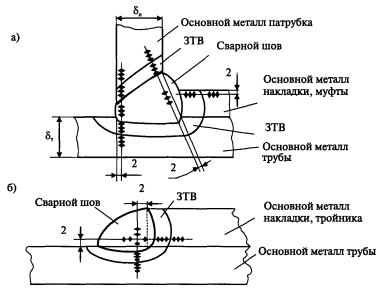 а)
δн
Основной металл патрубка
ЗТВ
Сварной шов
2
Основной металл
накладки, муфты
δт
ЗТВ
Основной металл
трубы
2
2
б)
2
Сварной шов
ЗТВ
Основной металл
накладки, тройника
2
Основной металл трубы